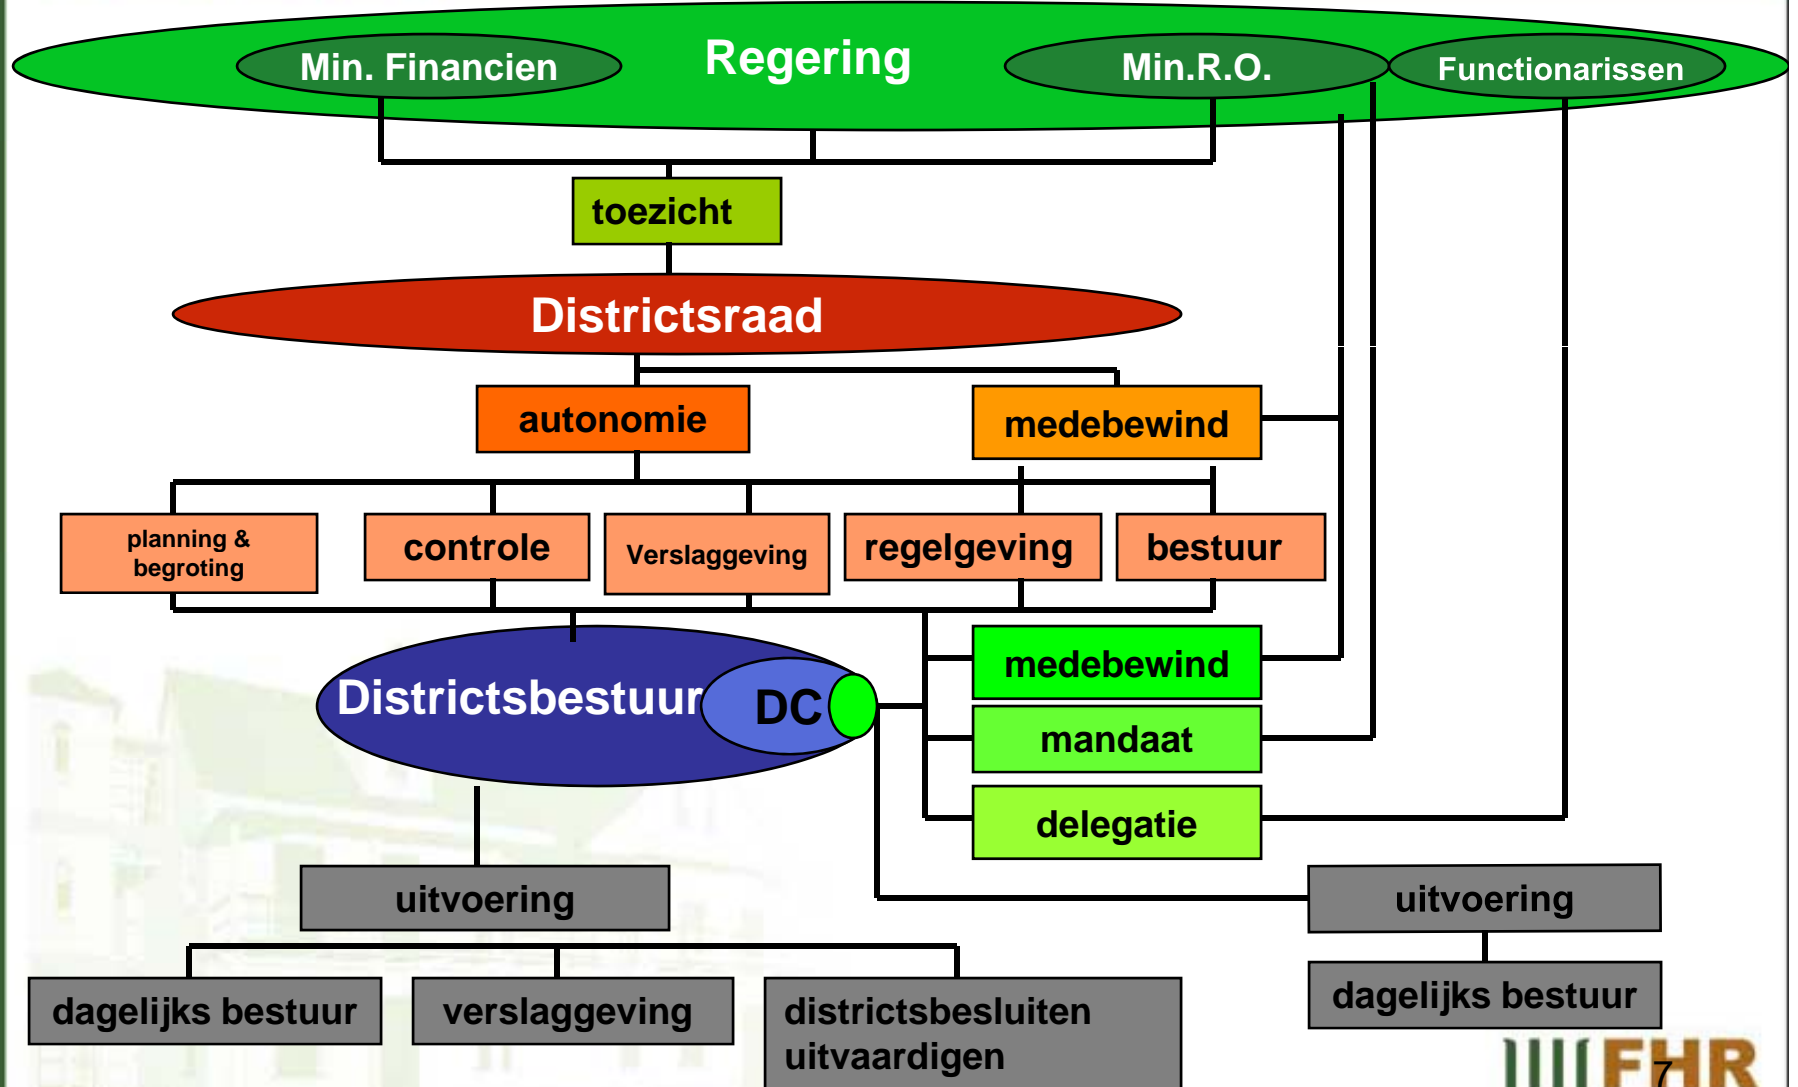 Regering
Min. Financien
Min.R.O.
Functionarissen
toezicht
Districtsraad
autonomie
medebewind
planning &
begroting
controle
Verslaggeving
regelgeving
bestuur
Districtsbestuur
DC
medebewind
mandaat
delegatie
uitvoering
uitvoering
dagelijks bestuur
verslaggeving
districtsbesluiten
uitvaardigen
dagelijks bestuur
FHR
7